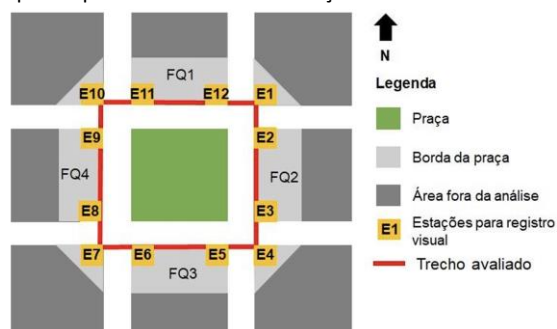 FQ1
E10 E11 E12 E1
N
Legenda
Praça
Borda da praça
Área fora da análise
E1 Estações para registro
visual
Trecho avaliado
E9 E2
FQ4 FQ2
E8 E3
E7 E6 E5 E4
FQ3